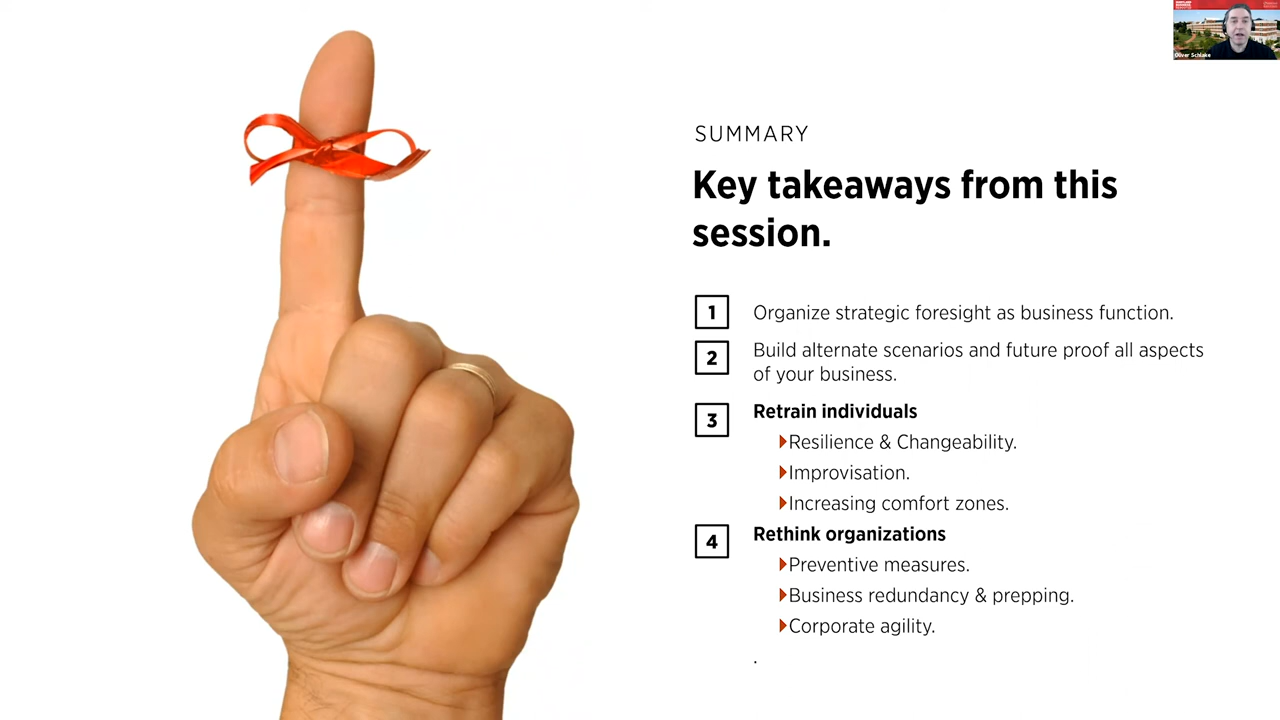 Oliver Schlake
SUMMARY
Key takeaways from this
session.
1 Organize strategic foresight as business function.
2 Build alternate scenarios and future proof all aspects
of your business.
3 Retrain individuals
Resilience & Changeability.
Improvisation.
Increasing comfort zones.
4 Rethink organizations
Preventive measures.
Business redundancy & prepping.
Corporate agility.
.